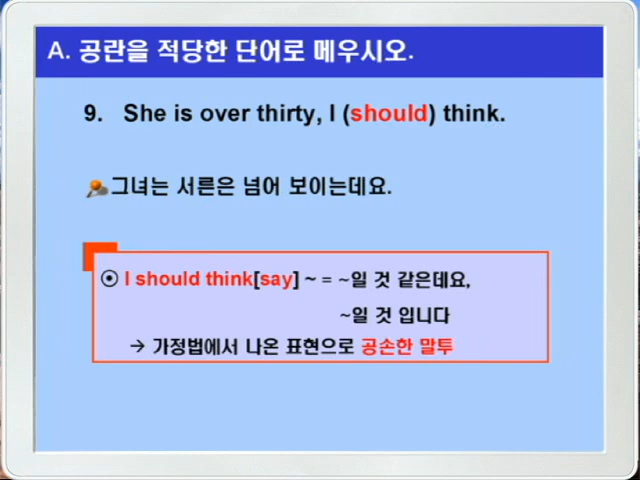 A. 공란을 적당한 단어로 메우시오.
9. She is over thirty, I (should) think.
그녀는 서른은 넘어 보이는데요.
⊙ I should think[say] ~ = ~일 것 같은데요,
~일 것 입니다
→ 가정법에서 나온 표현으로 공손한 말투